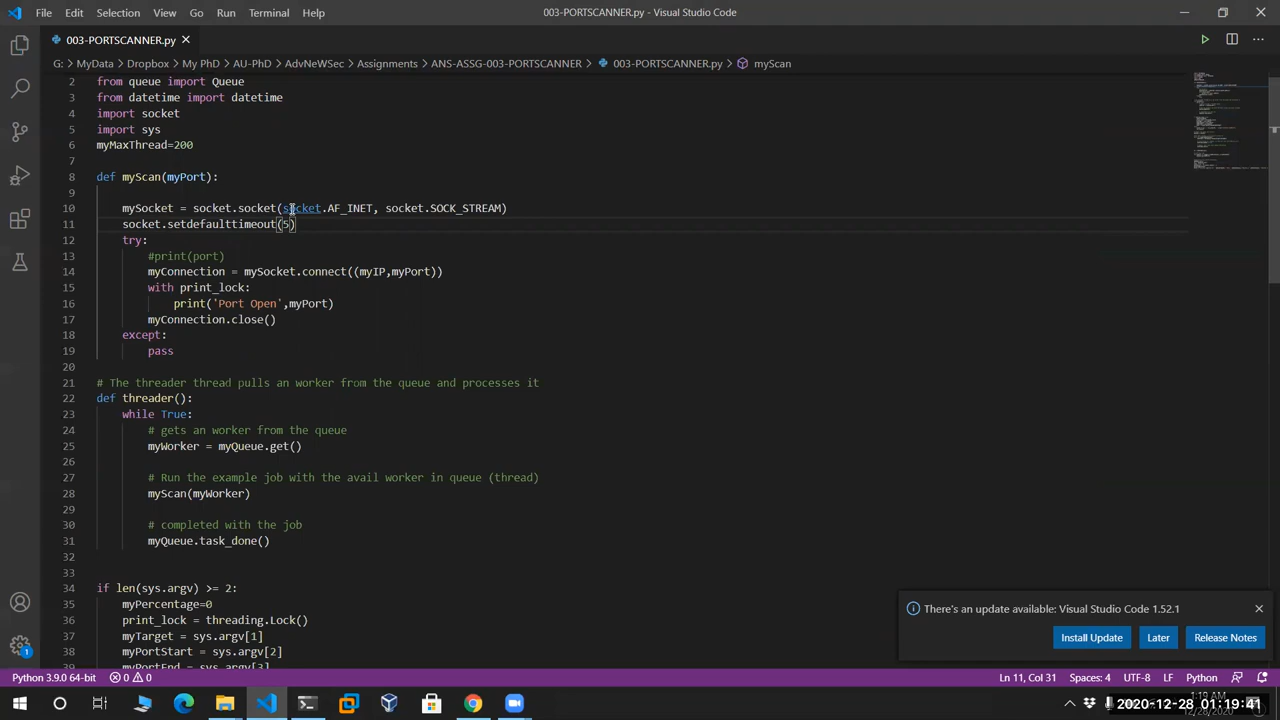 File Edit Selection View Go Run Terminal Help 003-PORTSCANNER.py - Visual Studio Code
003-PORTSCANNER.py
G: > MyData > Dropbox > My PhD > AU-PhD > AdvNeWSec > Assignments > ANS-ASSG-003-PORTSCANNER > 003-PORTSCANNER.py > myScan
2 from queue import Queue
3 from datetime import datetime
4 import socket
5 import sys
6 myMaxThread=200
7
8 def myScan(myPort):
9
10 mySocket = socket.socket(socket.AF_INET, socket.SOCK_STREAM)
11 socket.setdefaulttimeout(5)
12 try:
13 #print(port)
14 myConnection = mySocket.connect((myIP,myPort))
15 with print_lock:
16 print('Port Open',myPort)
17 myConnection.close()
18 except:
19 pass
20
21 # The threader thread pulls an worker from the queue and processes it
22 def threader():
23 while True:
24 # gets an worker from the queue
25 myWorker = myQueue.get()
26
27 # Run the example job with the avail worker in queue (thread)
28 myScan(myWorker)
29
30 # completed with the job
31 myQueue.task_done()
32
33
34 if len(sys.argv) >= 2:
35 myPercentage=0
36 print_lock = threading.Lock()
37 myTarget = sys.argv[1]
38 myPortStart = sys.argv[2]
39 myPortEnd = sys.argv[3]
There's an update available: Visual Studio Code 1.52.1
Install Update Later Release Notes
1
Python 3.9.0 64-bit 0 0 Ln 11, Col 31 Spaces: 4 UTF-8 LF Python
1:19 AM
2020-12-28 01:19:41
12/28/2020